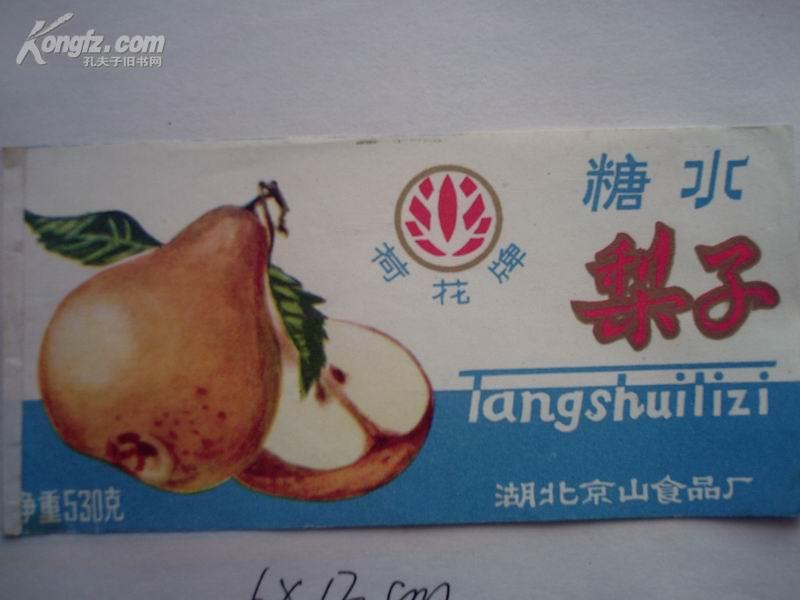 Kongfz.com
孔夫子旧书网
糖水
梨子
荷花牌
Tangshuilizi
净重530克
湖北京山食品厂